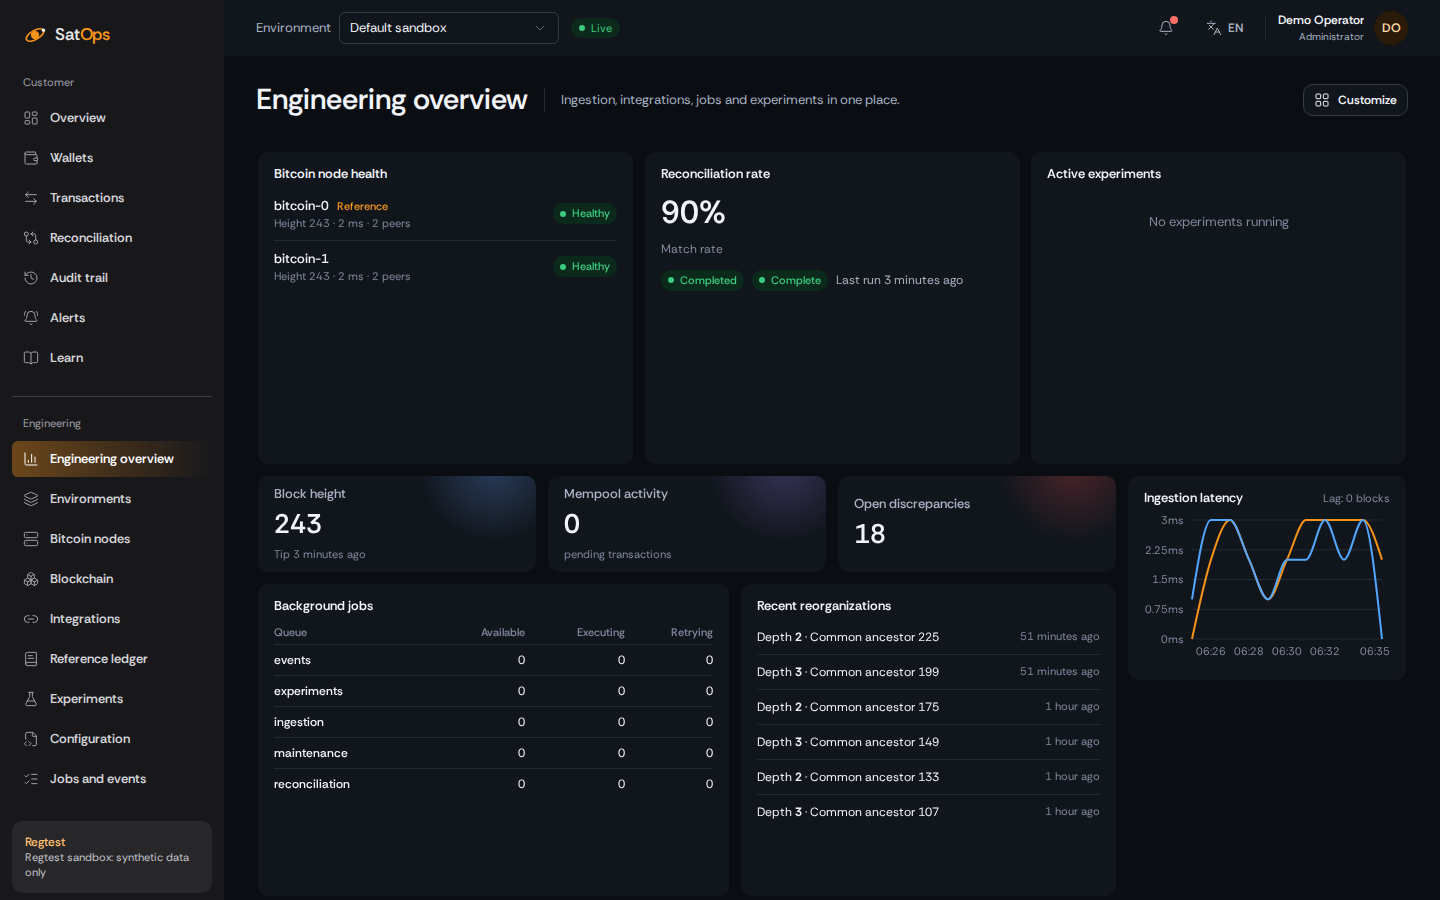 SatOps
Environment
Default sandbox
Live
EN
Demo Operator
Administrator
DO
Customer
Overview
Wallets
Transactions
Reconciliation
Audit trail
Alerts
Learn
Engineering
Engineering overview
Environments
Bitcoin nodes
Blockchain
Integrations
Reference ledger
Experiments
Configuration
Jobs and events
Regtest
Regtest sandbox: synthetic data
only
Engineering overview
Ingestion, integrations, jobs and experiments in one place.
Customize
Bitcoin node health
bitcoin-0 Reference
Height 243 · 2 ms · 2 peers
Healthy
bitcoin-1
Height 243 · 2 ms · 2 peers
Healthy
Reconciliation rate
90%
Match rate
Completed Complete Last run 3 minutes ago
Active experiments
No experiments running
Block height
243
Tip 3 minutes ago
Mempool activity
0
pending transactions
Open discrepancies
18
Ingestion latency Lag: 0 blocks
3ms
2.25ms
1.5ms
0.75ms
0ms
06:26 06:28 06:30 06:32 06:35
Background jobs
Queue Available Executing Retrying
events 0 0 0
experiments 0 0 0
ingestion 0 0 0
maintenance 0 0 0
reconciliation 0 0 0
Recent reorganizations
Depth 2 · Common ancestor 225 51 minutes ago
Depth 3 · Common ancestor 199 51 minutes ago
Depth 2 · Common ancestor 175 1 hour ago
Depth 3 · Common ancestor 149 1 hour ago
Depth 2 · Common ancestor 133 1 hour ago
Depth 3 · Common ancestor 107 1 hour ago